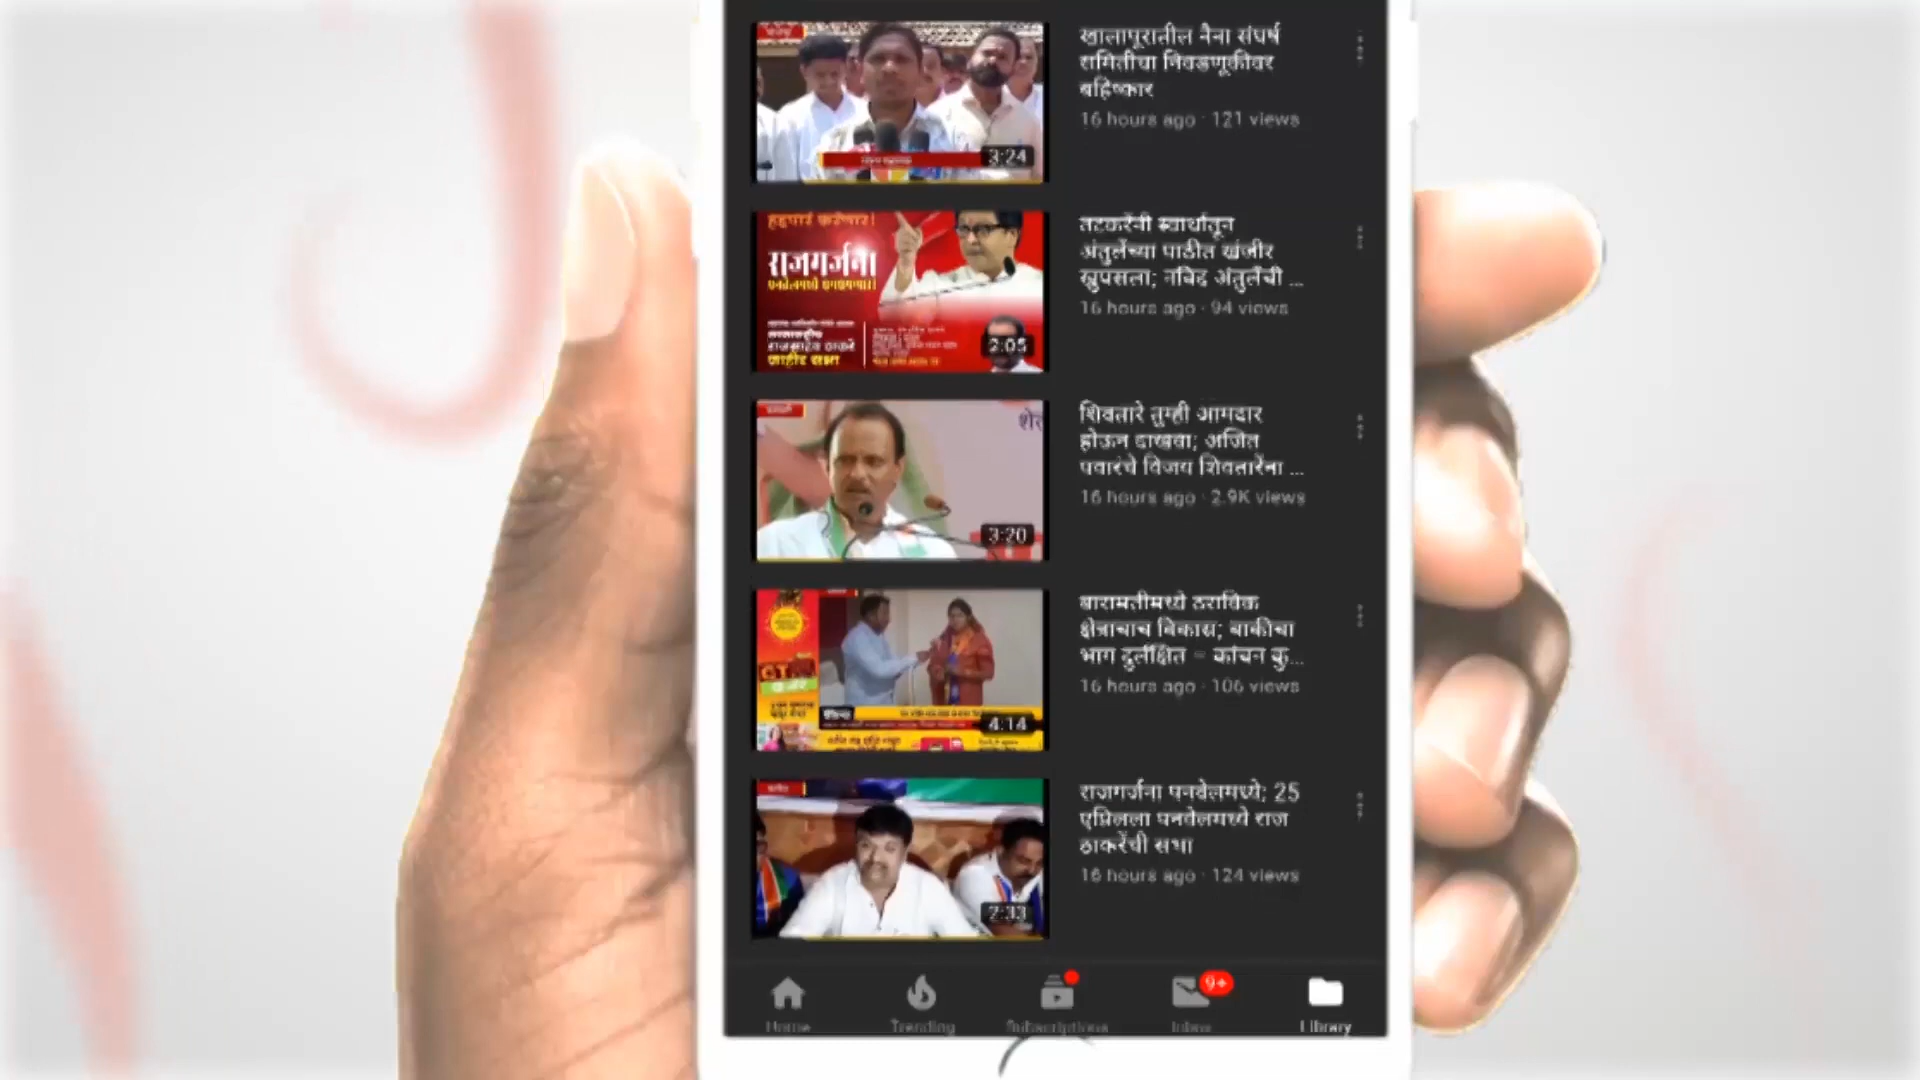 खालापूरातील नैना संघर्ष
समितीचा निवडणूकीवर
बहिष्कार
16 hours ago · 121 views
3:24
राजगर्जना
तटकरेंनी स्वार्थातून
अंतुलेंच्या पाठीत खंजीर
खुपसला; नविद अंतुलेंची ...
16 hours ago · 94 views
2:05
शिवतारे तुम्ही आमदार
होऊन दाखवा; अजित
पवारांचे विजय शिवतारेंना ...
16 hours ago · 2.9K views
3:20
बारामतीमध्ये ठराविक
क्षेत्राचाच विकास; बाकीचा
भाग दुर्लक्षित - कांचन कु...
16 hours ago · 106 views
4:14
राजगर्जना पनवेलमध्ये; 25
एप्रिलला पनवेलमध्ये राज
ठाकरेंची सभा
16 hours ago · 124 views
2:33
9+
Home Trending Subscriptions Inbox Library